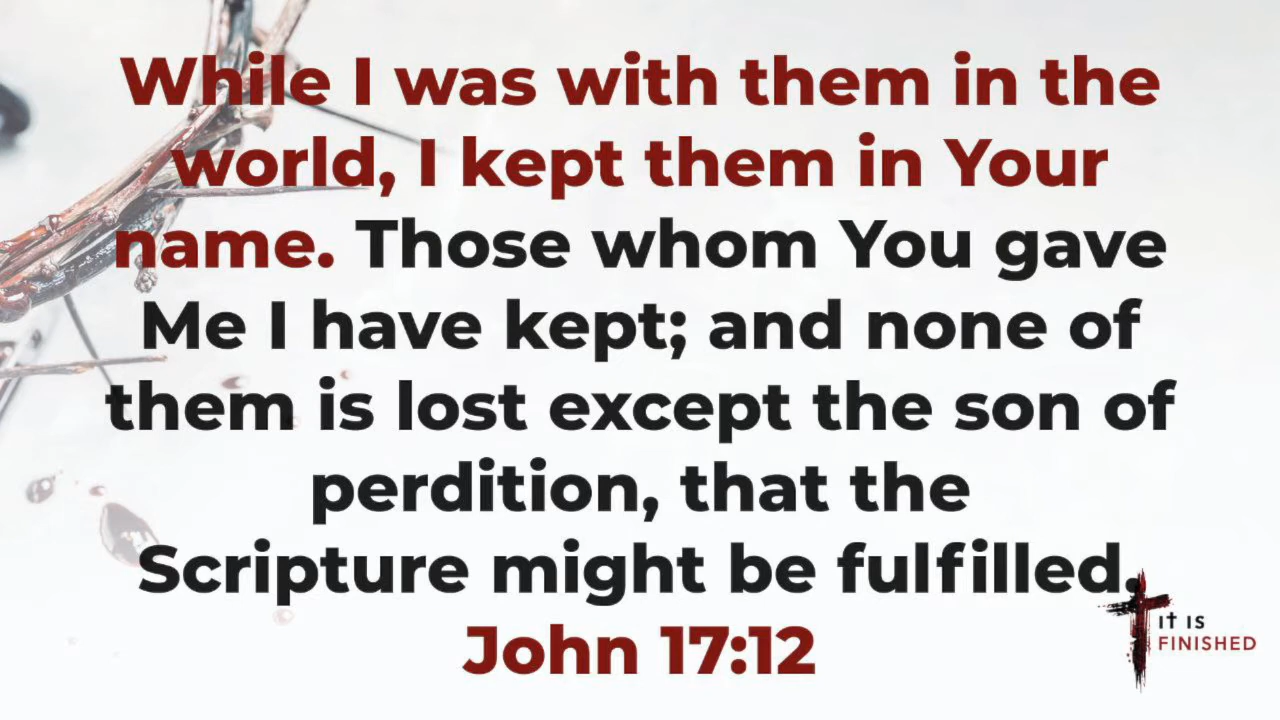 While I was with them in the
world, I kept them in Your
name. Those whom You gave
Me I have kept; and none of
them is lost except the son of
perdition, that the
Scripture might be fulfilled.
John 17:12
IT IS
FINISHED